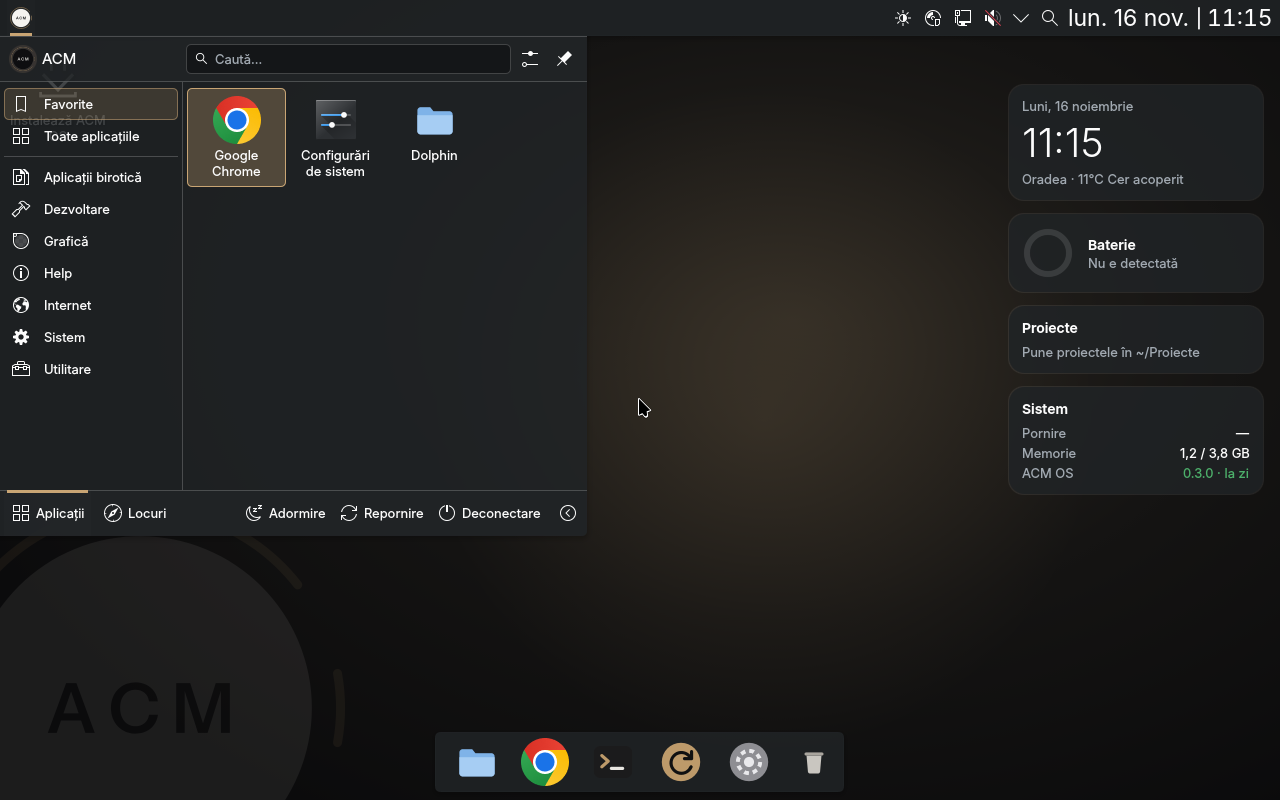 ACM
lun. 16 nov. | 11:15
ACM
ACM
Caută...
Favorite
Instalează ACM
Toate aplicațiile
Aplicații birotică
Dezvoltare
Grafică
Help
Internet
Sistem
Utilitare
Google
Chrome
Configurări
de sistem
Dolphin
Aplicații
Locuri
Adormire
Repornire
Deconectare
Luni, 16 noiembrie
11:15
Oradea · 11°C Cer acoperit
Baterie
Nu e detectată
Proiecte
Pune proiectele în ~/Proiecte
Sistem
Pornire —
Memorie 1,2 / 3,8 GB
ACM OS 0.3.0 · la zi
ACM